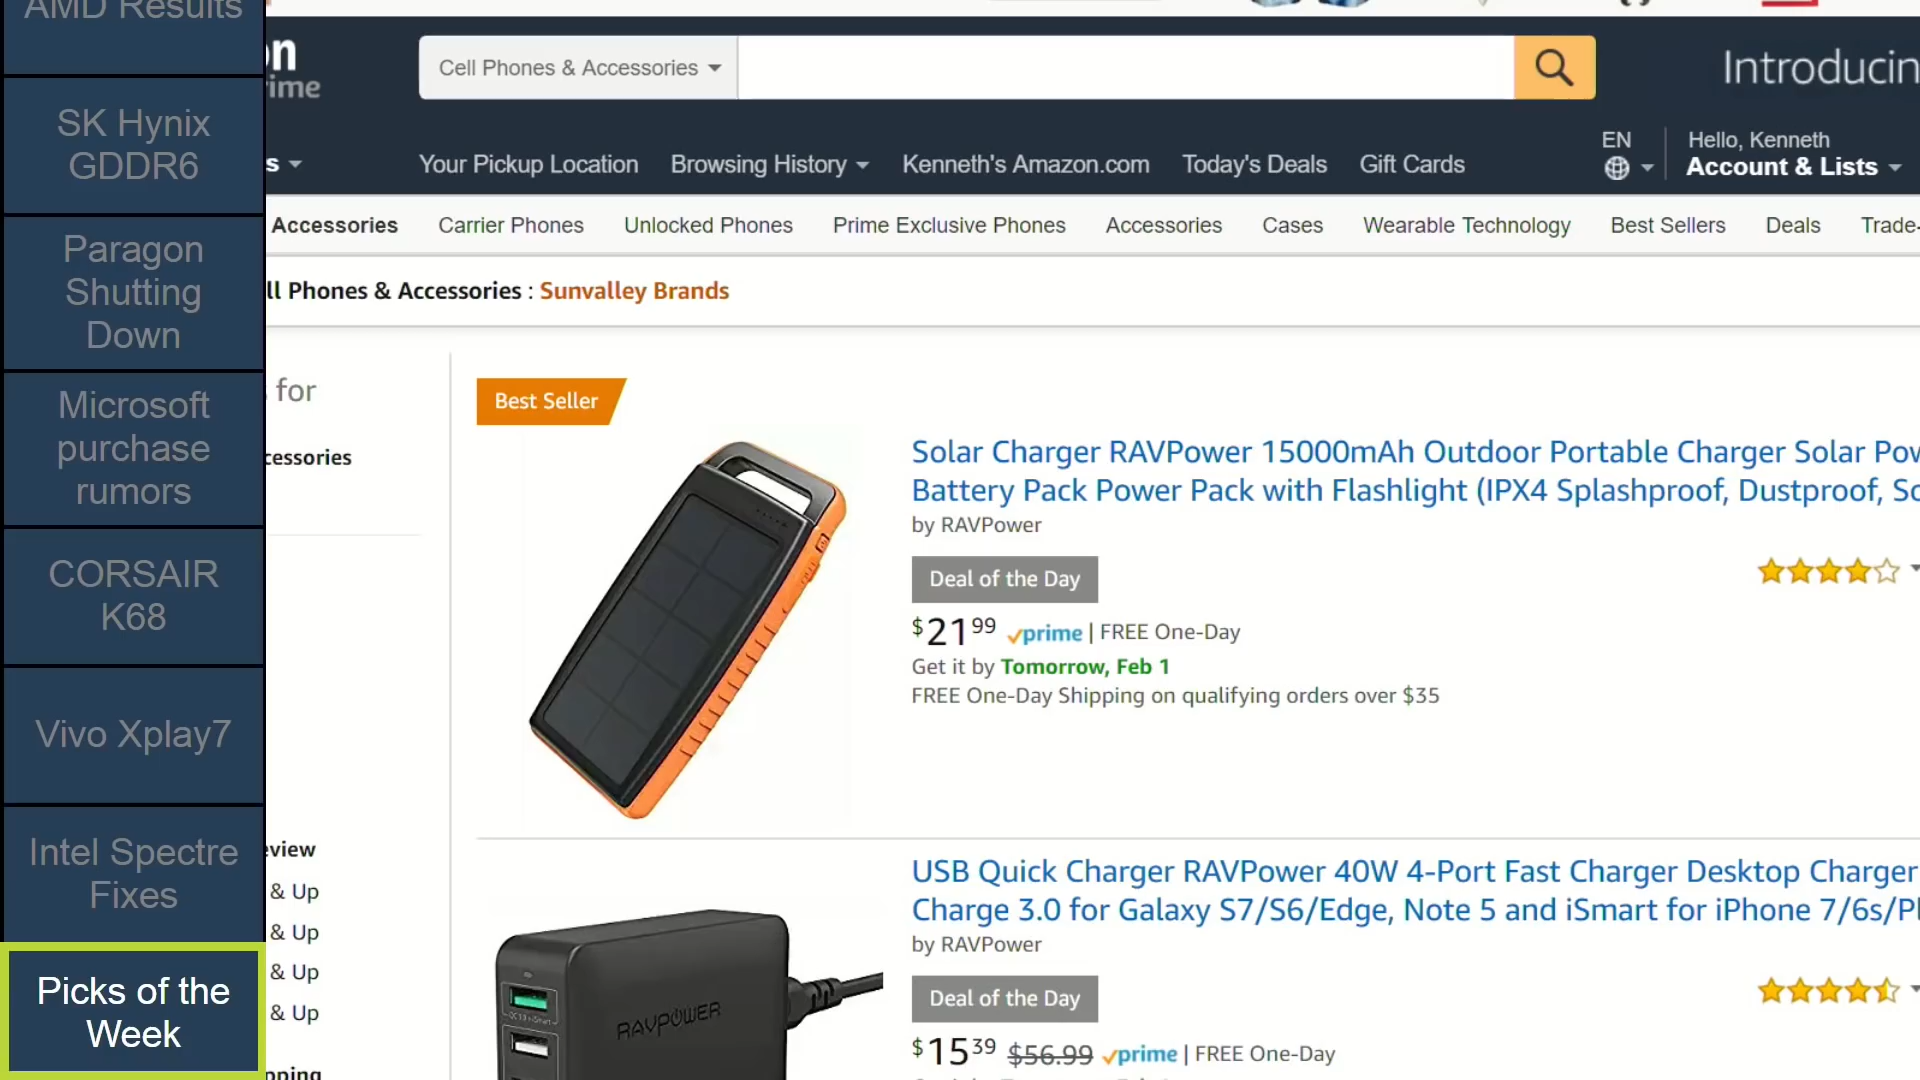 AMD Results
SK Hynix
GDDR6
Paragon
Shutting
Down
Microsoft
purchase
rumors
CORSAIR
K68
Vivo Xplay7
Intel Spectre
Fixes
Picks of the
Week
on
rime
Cell Phones & Accessories
Introducin
s
Your Pickup Location
Browsing History
Kenneth's Amazon.com
Today's Deals
Gift Cards
EN
Hello, Kenneth
Account & Lists
Accessories
Carrier Phones
Unlocked Phones
Prime Exclusive Phones
Accessories
Cases
Wearable Technology
Best Sellers
Deals
Trade-
ll Phones & Accessories : Sunvalley Brands
for
cessories
eview
& Up
& Up
& Up
& Up
pping
Best Seller
Solar Charger RAVPower 15000mAh Outdoor Portable Charger Solar Pow
Battery Pack Power Pack with Flashlight (IPX4 Splashproof, Dustproof, Sc
by RAVPower
Deal of the Day
$21 99 prime | FREE One-Day
Get it by Tomorrow, Feb 1
FREE One-Day Shipping on qualifying orders over $35
USB Quick Charger RAVPower 40W 4-Port Fast Charger Desktop Charger
Charge 3.0 for Galaxy S7/S6/Edge, Note 5 and iSmart for iPhone 7/6s/Pl
by RAVPower
RAVPOWER
Deal of the Day
$15 39 $56.99 prime | FREE One-Day